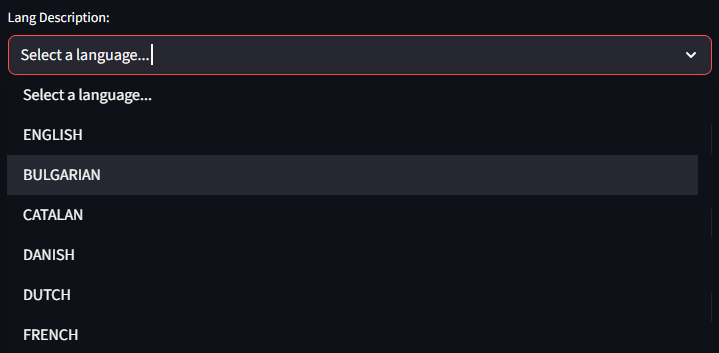 Lang Description:
Select a language...
Select a language...
ENGLISH
BULGARIAN
CATALAN
DANISH
DUTCH
FRENCH